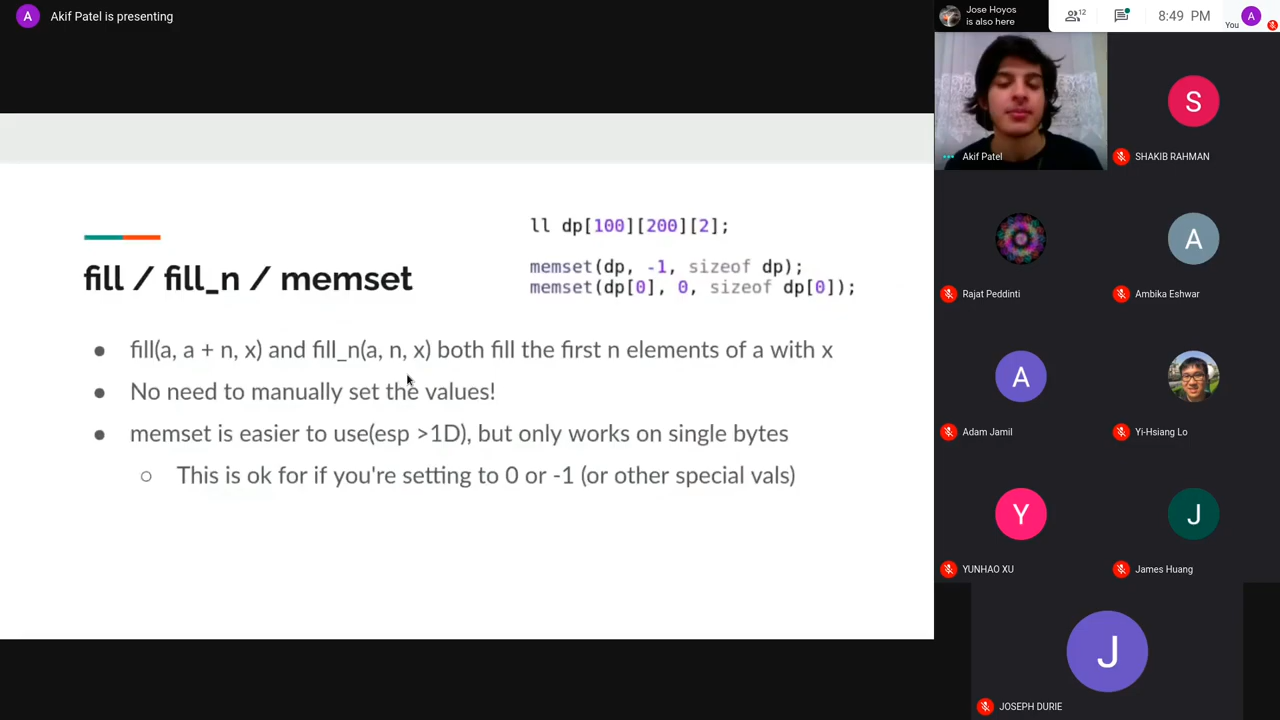 A
Akif Patel is presenting
Jose Hoyos
is also here
12
8:49 PM
You
A
fill / fill_n / memset
ll dp[100][200][2];
memset(dp, -1, sizeof dp);
memset(dp[0], 0, sizeof dp[0]);
● fill(a, a + n, x) and fill_n(a, n, x) both fill the first n elements of a with x
● No need to manually set the values!
● memset is easier to use(esp >1D), but only works on single bytes
○ This is ok for if you're setting to 0 or -1 (or other special vals)
Akif Patel
S
SHAKIB RAHMAN
Rajat Peddinti
A
Ambika Eshwar
A
Adam Jamil
Yi-Hsiang Lo
Y
YUNHAO XU
J
James Huang
J
JOSEPH DURIE